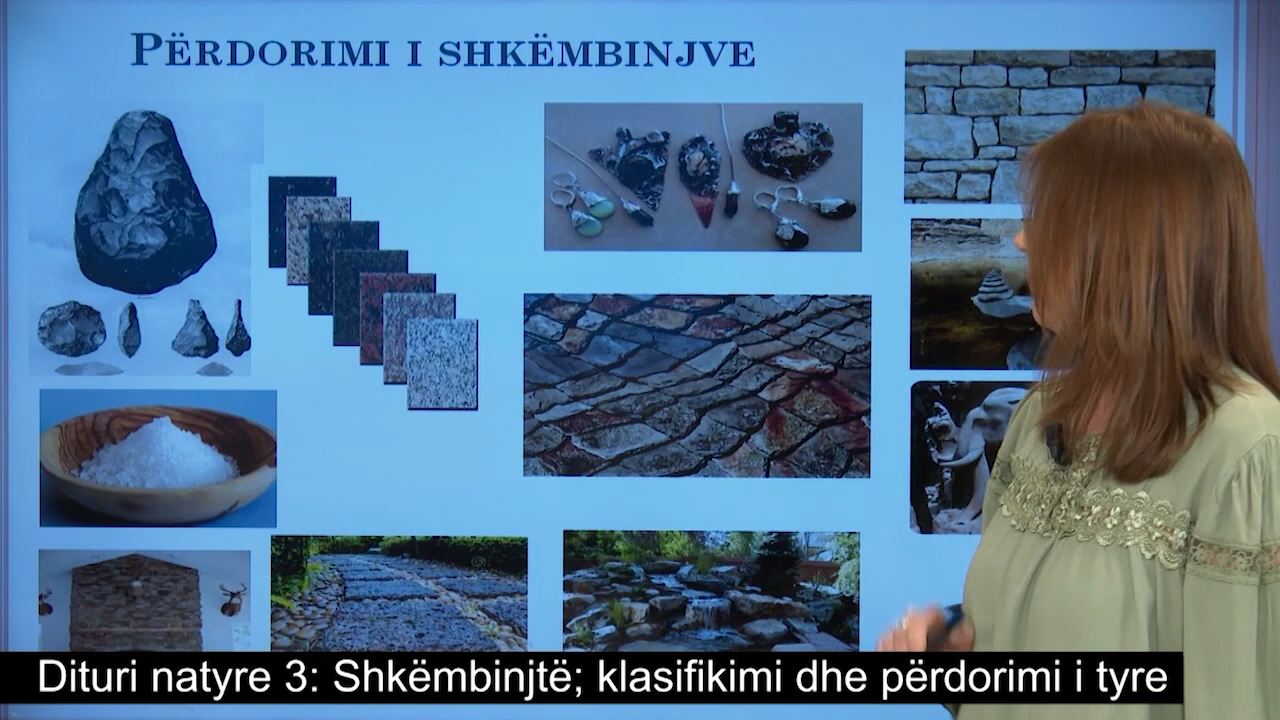 PËRDORIMI I SHKËMBINJVE
Dituri natyre 3: Shkëmbinjtë; klasifikimi dhe përdorimi i tyre